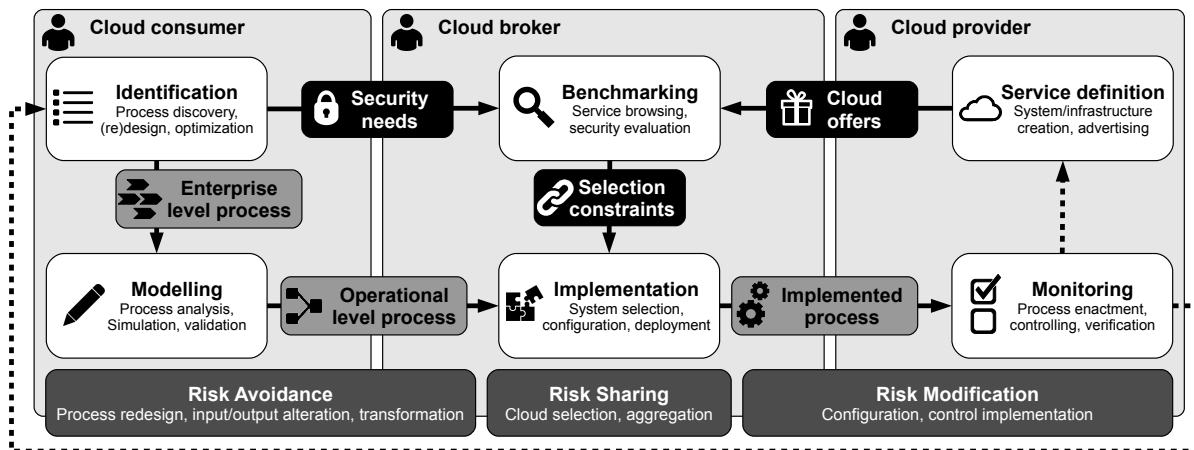 Cloud consumer
Cloud broker
Cloud provider
Identification
Process discovery,
(re)design, optimization
Security
needs
Benchmarking
Service browsing,
security evaluation
Cloud
offers
Service definition
System/infrastructure
creation, advertising
Enterprise
level process
Selection
constraints
Modelling
Process analysis,
Simulation, validation
Operational
level process
Implementation
System selection,
configuration, deployment
Implemented
process
Monitoring
Process enactment,
controlling, verification
Risk Avoidance
Process redesign, input/output alteration, transformation
Risk Sharing
Cloud selection, aggregation
Risk Modification
Configuration, control implementation